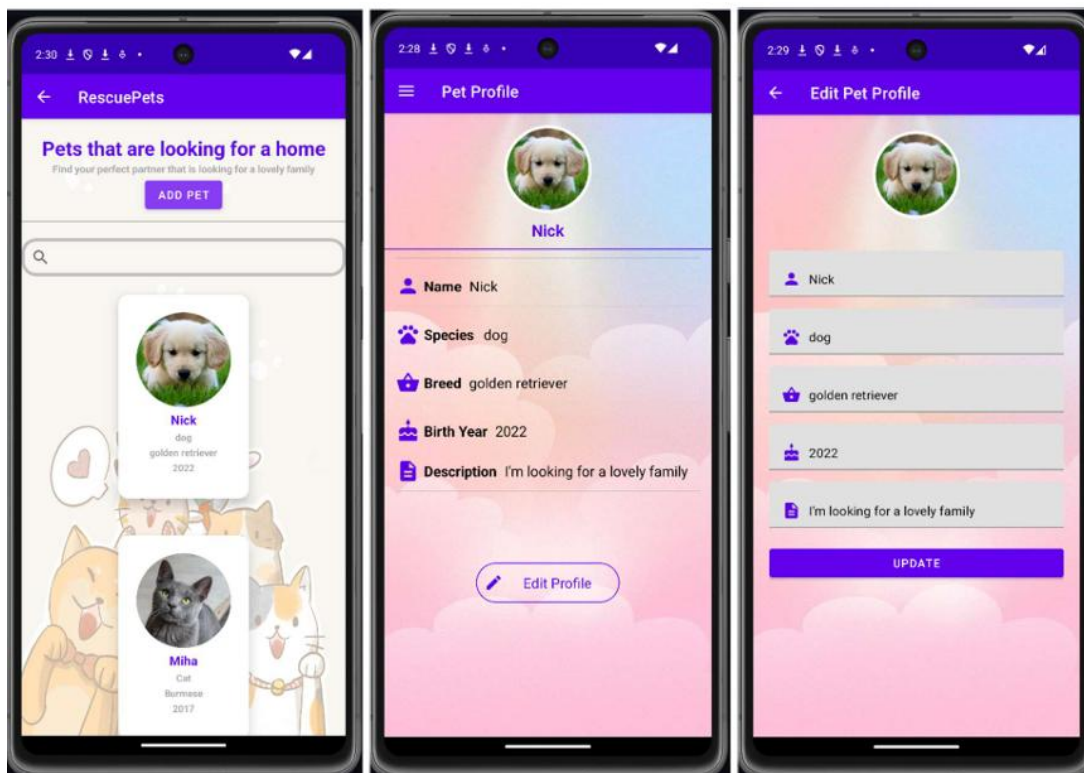 2:30
RescuePets
Pets that are looking for a home
Find your perfect partner that is looking for a lovely family
ADD PET
Nick
dog
golden retriever
2022
Miha
Cat
Burmese
2017
2:28
Pet Profile
Nick
Name Nick
Species dog
Breed golden retriever
Birth Year 2022
Description I'm looking for a lovely family
Edit Profile
2:29
Edit Pet Profile
Nick
dog
golden retriever
2022
I'm looking for a lovely family
UPDATE